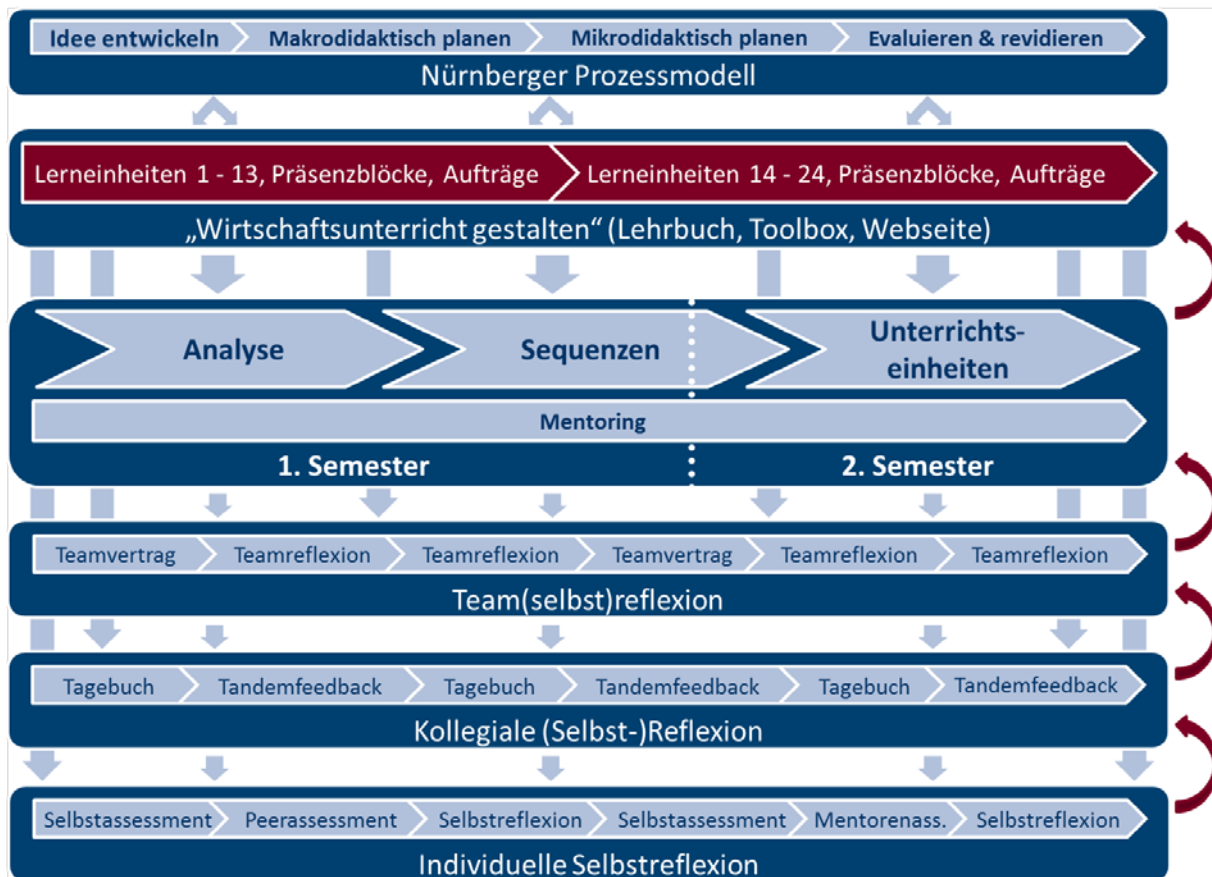 Idee entwickeln
Makrodidaktisch planen
Mikrodidaktisch planen
Evaluieren & revidieren
Nürnberger Prozessmodell
Lerneinheiten 1 - 13, Präsenzblöcke, Aufträge
Lerneinheiten 14 - 24, Präsenzblöcke, Aufträge
„Wirtschaftsunterricht gestalten“ (Lehrbuch, Toolbox, Webseite)
Analyse
Sequenzen
Unterrichts-
einheiten
Mentoring
1. Semester
2. Semester
Teamvertrag
Teamreflexion
Teamreflexion
Teamvertrag
Teamreflexion
Teamreflexion
Team(selbst)reflexion
Tagebuch
Tandemfeedback
Tagebuch
Tandemfeedback
Tagebuch
Tandemfeedback
Kollegiale (Selbst-)Reflexion
Selbstassessment
Peerassessment
Selbstreflexion
Selbstassessment
Mentorenass.
Selbstreflexion
Individuelle Selbstreflexion